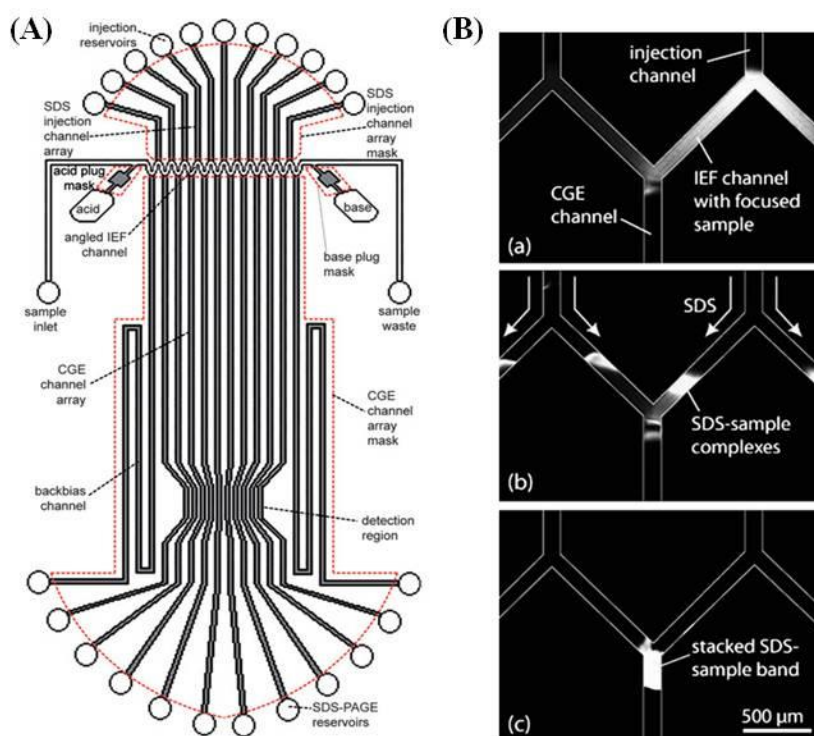 (A)
injection
reservoirs
SDS
injection
channel
array
SDS
injection
channel
array
mask
acid plug
mask
acid
base
angled IEF
channel
base plug
mask
sample
inlet
sample
waste
CGE
channel
array
CGE
channel
array mask
backbias
channel
detection
region
SDS-PAGE
reservoirs
(B)
injection
channel
CGE
channel
IEF channel
with focused
sample
(a)
SDS
SDS-sample
complexes
(b)
stacked SDS-
sample band
(c)
500 µm